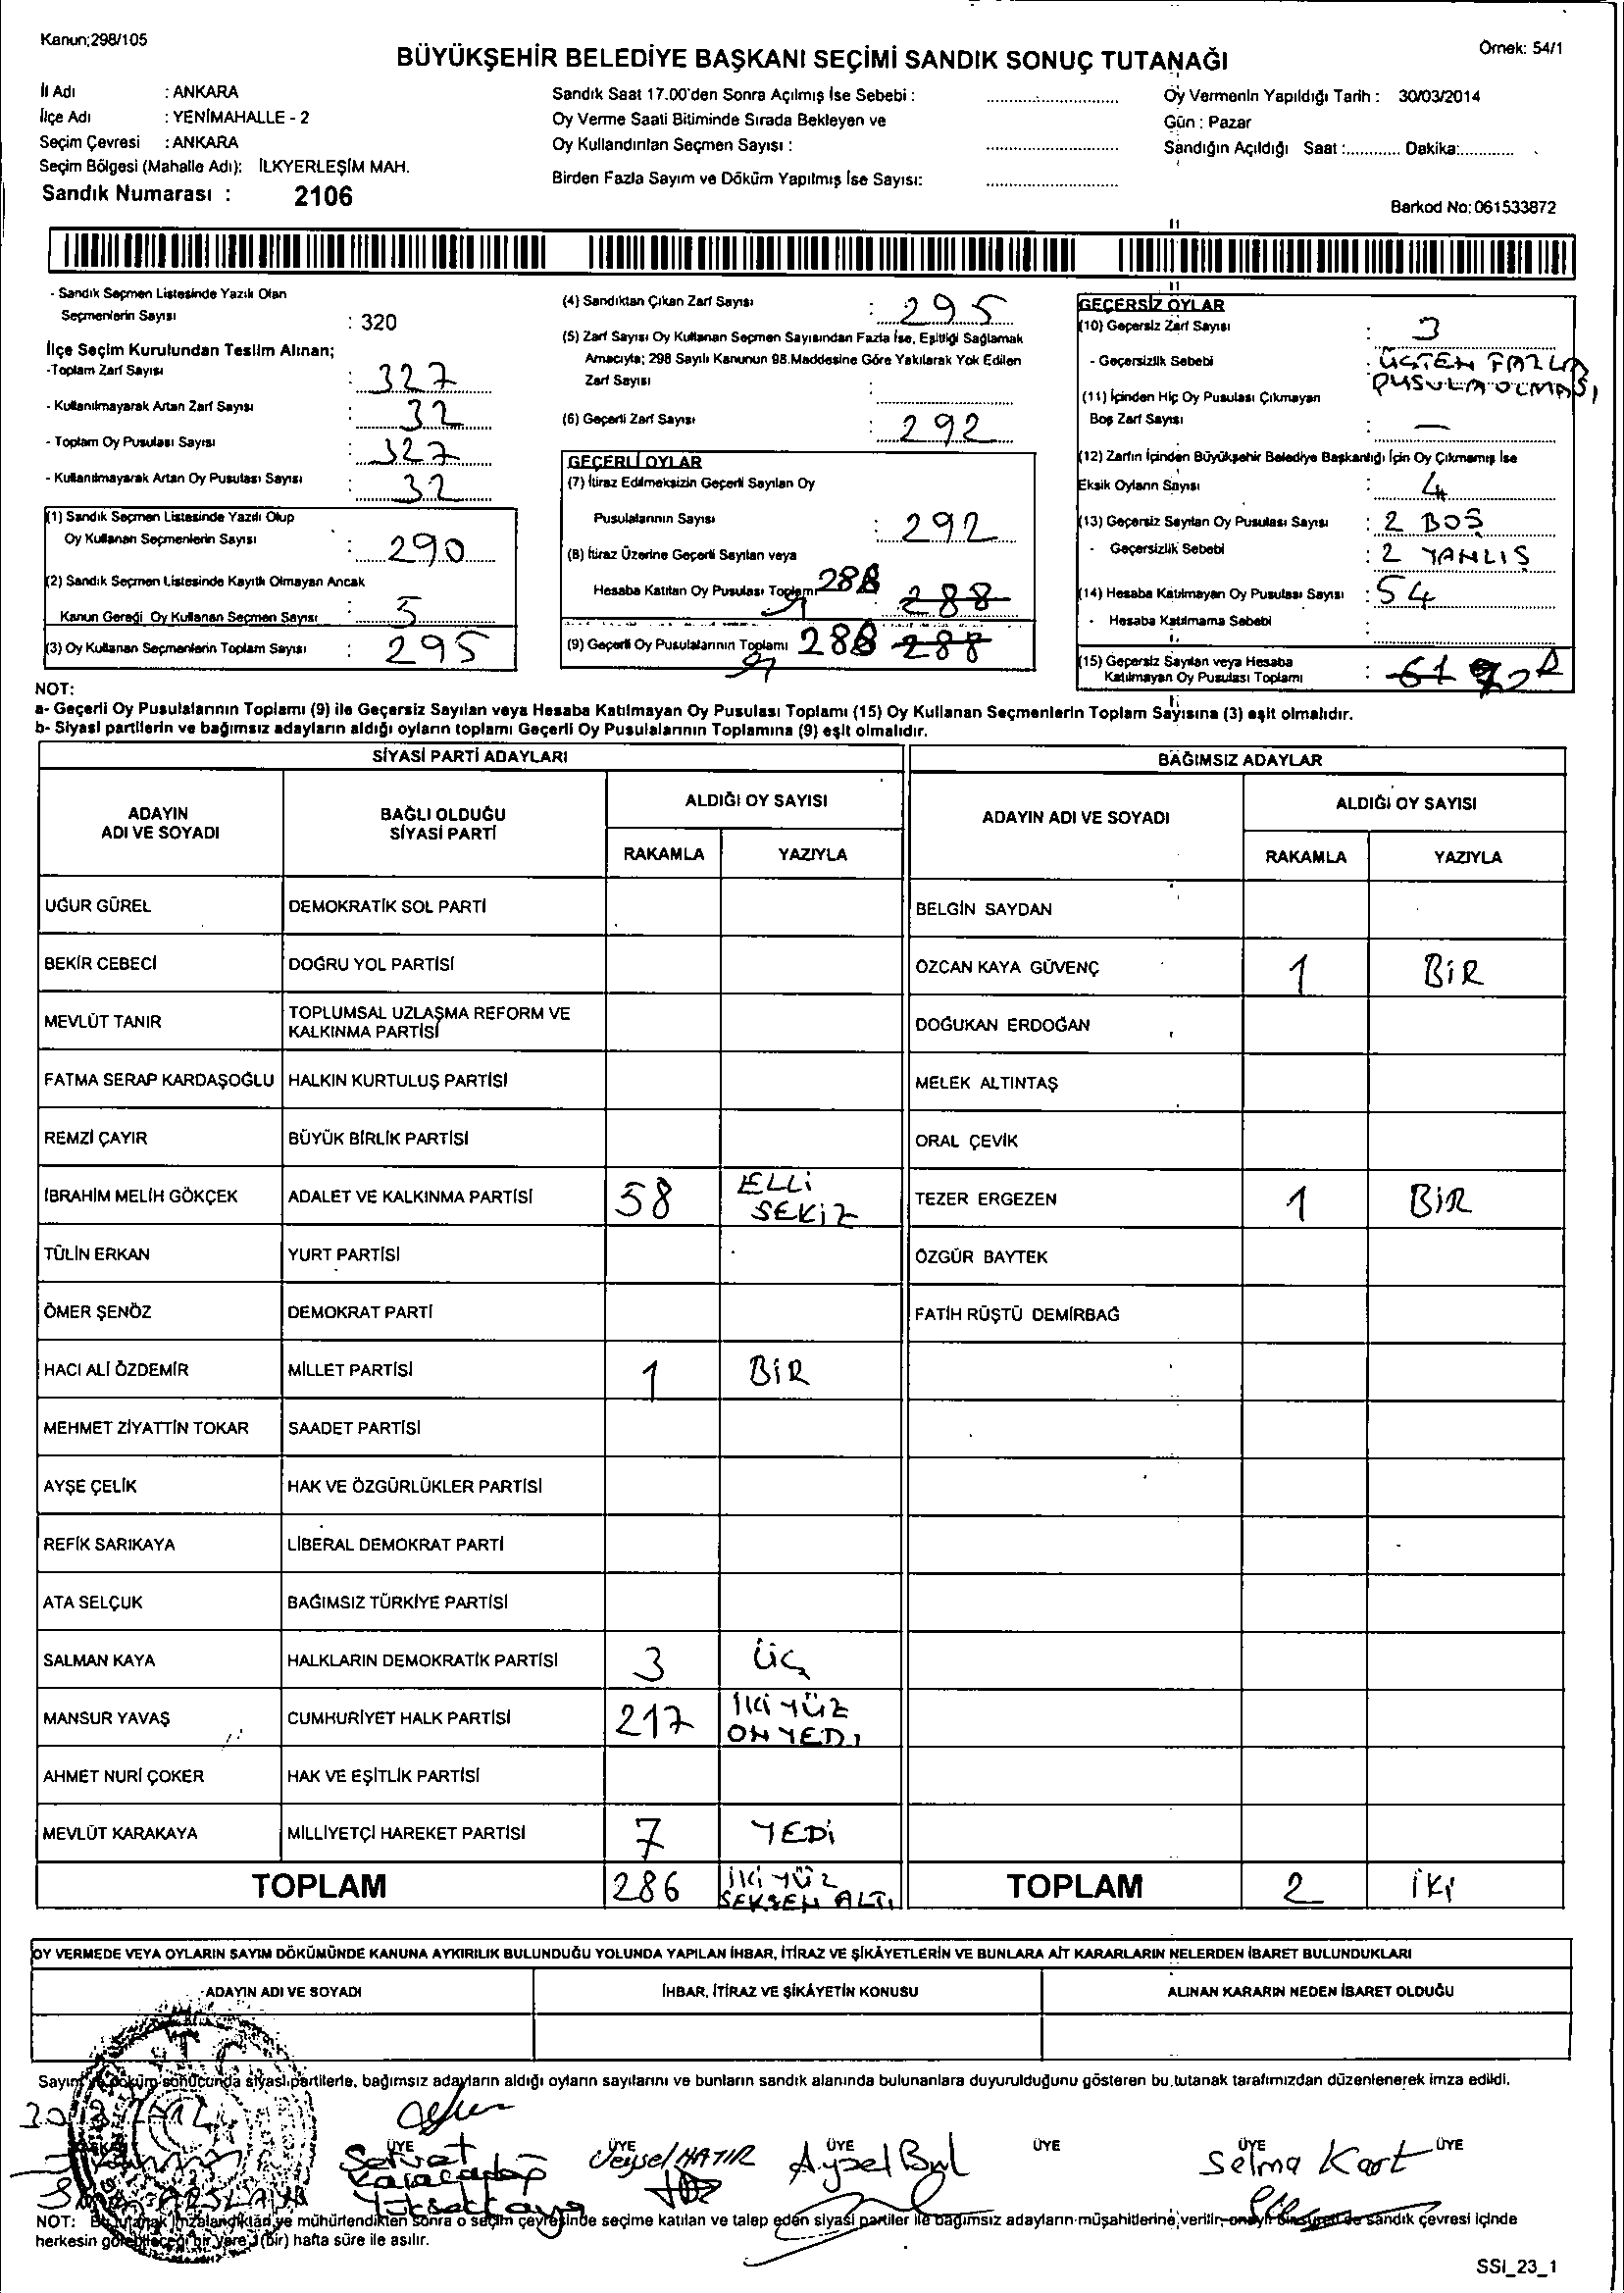 Kanun;298/105
Örnek: 54/1
BÜYÜKŞEHİR BELEDİYE BAŞKANI SEÇİMİ SANDIK SONUÇ TUTANAĞI
İl Adı : ANKARA
İlçe Adı : YENİMAHALLE - 2
Seçim Çevresi : ANKARA
Seçim Bölgesi (Mahalle Adı): İLKYERLEŞİM MAH.
Sandık Numarası : 2106
Sandık Saat 17.00'den Sonra Açılmış İse Sebebi :
Oy Verme Saati Bitiminde Sırada Bekleyen ve
Oy Kullandırılan Seçmen Sayısı :
Birden Fazla Sayım ve Döküm Yapılmış İse Sayısı:
Oy Vermenin Yapıldığı Tarih : 30/03/2014
Gün : Pazar
Sandığın Açıldığı Saat :............ Dakika:............
Barkod No: 061533872
- Sandık Seçmen Listesinde Yazılı Olan
Seçmenlerin Sayısı : 320
İlçe Seçim Kurulundan Teslim Alınan;
-Toplam Zarf Sayısı : 327
- Kullanılmayarak Artan Zarf Sayısı : 32
- Toplam Oy Pusulası Sayısı : 327
- Kullanılmayarak Artan Oy Pusulası Sayısı : 32
(1) Sandık Seçmen Listesinde Yazılı Olup
Oy Kullanan Seçmenlerin Sayısı : 290
(2) Sandık Seçmen Listesinde Kayıtlı Olmayan Ancak
Kanun Gereği Oy Kullanan Seçmen Sayısı : 5
(3) Oy Kullanan Seçmenlerin Toplam Sayısı : 295
(4) Sandıktan Çıkan Zarf Sayısı : 295
(5) Zarf Sayısı Oy Kullanan Seçmen Sayısından Fazla İse, Eşitliği Sağlamak
Amacıyla; 298 Sayılı Kanunun 98.Maddesine Göre Yakılarak Yok Edilen
Zarf Sayısı :
(6) Geçerli Zarf Sayısı : 292
GEÇERLİ OYLAR
(7) İtiraz Edilmeksizin Geçerli Sayılan Oy
Pusulalarının Sayısı : 292
(8) İtiraz Üzerine Geçerli Sayılan veya
Hesaba Katılan Oy Pusulası Toplamı 288 288
(9) Geçerli Oy Pusulalarının Toplamı 288 288
GEÇERSİZ OYLAR
(10) Geçersiz Zarf Sayısı : 3
- Geçersizlik Sebebi : ÜÇTEN FAZLA
PUSULA OLMASI
(11) İçinden Hiç Oy Pusulası Çıkmayan
Boş Zarf Sayısı : —
(12) Zarfın İçinden Büyükşehir Belediye Başkanlığı İçin Oy Çıkmamış İse
Eksik Oyların Sayısı : 4
(13) Geçersiz Sayılan Oy Pusulası Sayısı : 2 BOŞ
- Geçersizlik Sebebi : 2 YANLIŞ
(14) Hesaba Katılmayan Oy Pusulası Sayısı : 54
- Hesaba Katılmama Sebebi :
(15) Geçersiz Sayılan veya Hesaba
Katılmayan Oy Pusulası Toplamı : 61
NOT:
a- Geçerli Oy Pusulalarının Toplamı (9) ile Geçersiz Sayılan veya Hesaba Katılmayan Oy Pusulası Toplamı (15) Oy Kullanan Seçmenlerin Toplam Sayısına (3) eşit olmalıdır.
b- Siyasi partilerin ve bağımsız adayların aldığı oyların toplamı Geçerli Oy Pusulalarının Toplamına (9) eşit olmalıdır.
SİYASİ PARTİ ADAYLARI
BAĞIMSIZ ADAYLAR
ADAYIN
ADI VE SOYADI
BAĞLI OLDUĞU
SİYASİ PARTİ
ALDIĞI OY SAYISI
RAKAMLA YAZIYLA
ADAYIN ADI VE SOYADI
ALDIĞI OY SAYISI
RAKAMLA YAZIYLA
UĞUR GÜREL DEMOKRATİK SOL PARTİ BELGİN SAYDAN
BEKİR CEBECİ DOĞRU YOL PARTİSİ ÖZCAN KAYA GÜVENÇ 1 BİR
MEVLÜT TANIR TOPLUMSAL UZLAŞMA REFORM VE
KALKINMA PARTİSİ DOĞUKAN ERDOĞAN
FATMA SERAP KARDAŞOĞLU HALKIN KURTULUŞ PARTİSİ MELEK ALTINTAŞ
REMZİ ÇAYIR BÜYÜK BİRLİK PARTİSİ ORAL ÇEVİK
İBRAHİM MELİH GÖKÇEK ADALET VE KALKINMA PARTİSİ 58 ELLİ
SEKİZ TEZER ERGEZEN 1 BİR
TÜLİN ERKAN YURT PARTİSİ ÖZGÜR BAYTEK
ÖMER ŞENÖZ DEMOKRAT PARTİ FATİH RÜŞTÜ DEMİRBAĞ
HACI ALİ ÖZDEMİR MİLLET PARTİSİ 1 BİR
MEHMET ZİYATTİN TOKAR SAADET PARTİSİ
AYŞE ÇELİK HAK VE ÖZGÜRLÜKLER PARTİSİ
REFİK SARIKAYA LİBERAL DEMOKRAT PARTİ
ATA SELÇUK BAĞIMSIZ TÜRKİYE PARTİSİ
SALMAN KAYA HALKLARIN DEMOKRATİK PARTİSİ 3 ÜÇ
MANSUR YAVAŞ CUMHURİYET HALK PARTİSİ 217 İKİ YÜZ
ONYEDİ
AHMET NURİ ÇOKER HAK VE EŞİTLİK PARTİSİ
MEVLÜT KARAKAYA MİLLİYETÇİ HAREKET PARTİSİ 7 YEDİ
TOPLAM 286 İKİ YÜZ
SEKSEN ALTI TOPLAM 2 İKİ
OY VERMEDE VEYA OYLARIN SAYIM DÖKÜMÜNDE KANUNA AYKIRILIK BULUNDUĞU YOLUNDA YAPILAN İHBAR, İTİRAZ VE ŞİKÂYETLERİN VE BUNLARA AİT KARARLARIN NELERDEN İBARET BULUNDUKLARI
ADAYIN ADI VE SOYADI İHBAR, İTİRAZ VE ŞİKÂYETİN KONUSU ALINAN KARARIN NEDEN İBARET OLDUĞU
Sayım ve döküm sonucunda siyasi partilerle, bağımsız adayların aldığı oyların sayılarını ve bunların sandık alanında bulunanlara duyurulduğunu gösteren bu tutanak tarafımızdan düzenlenerek imza edildi.
ÜYE ÜYE ÜYE ÜYE ÜYE ÜYE
Veysel HATIR Aysel Bul Selma Kart
NOT: Bu tutanak imzalandıktan ve mühürlendikten sonra o seçim çevresinde seçime katılan ve talep eden siyasi partiler ile bağımsız adayların müşahitlerine verilir, sandık çevresi içinde
herkesin görebileceği bir yere 1 (bir) hafta süre ile asılır.
SSI_23_1